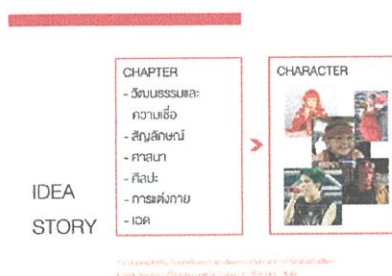 CHAPTER
- วัฒนธรรมและ
ความเชื่อ
- สัญลักษณ์
- ศาสนา
- ศิลปะ
- การแต่งกาย
- เฉด
>
CHARACTER
IDEA
STORY